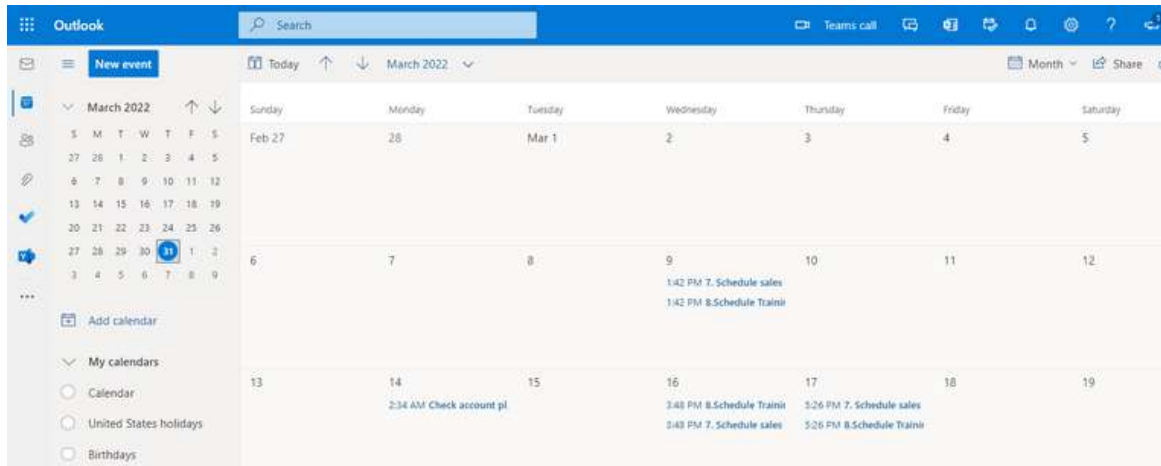 Outlook
Search
Teams call
New event
Today
March 2022
Month
Share
March 2022
S M T W T F S
27 28 1 2 3 4 5
6 7 8 9 10 11 12
13 14 15 16 17 18 19
20 21 22 23 24 25 26
27 28 29 30 31 1 2
3 4 5 6 7 8 9
Add calendar
My calendars
Calendar
United States holidays
Birthdays
Sunday Monday Tuesday Wednesday Thursday Friday Saturday
Feb 27 28 Mar 1 2 3 4 5
6 7 8 9 10 11 12
1:42 PM 7. Schedule sales
1:42 PM 8.Schedule Trainin
13 14 15 16 17 18 19
2:34 AM Check account pl
3:48 PM 8.Schedule Trainin
3:48 PM 7. Schedule sales
5:26 PM 7. Schedule sales
5:26 PM 8.Schedule Trainin